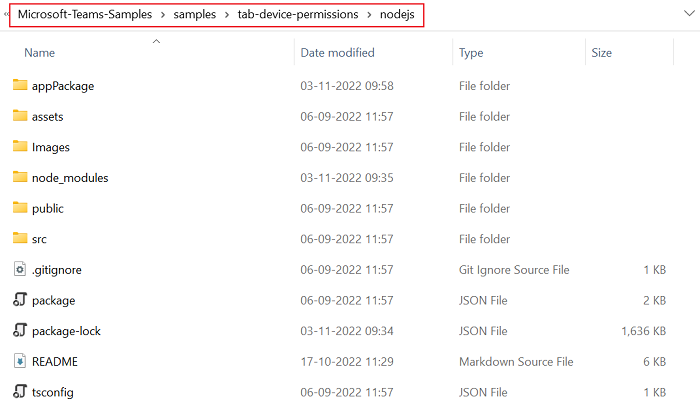 « Microsoft-Teams-Samples > samples > tab-device-permissions > nodejs
Name Date modified Type Size
appPackage 03-11-2022 09:58 File folder
assets 06-09-2022 11:57 File folder
Images 06-09-2022 11:57 File folder
node_modules 03-11-2022 09:35 File folder
public 06-09-2022 11:57 File folder
src 06-09-2022 11:57 File folder
.gitignore 06-09-2022 11:57 Git Ignore Source File 1 KB
package 06-09-2022 11:57 JSON File 2 KB
package-lock 03-11-2022 09:34 JSON File 1,636 KB
README 17-10-2022 11:29 Markdown Source File 6 KB
tsconfig 06-09-2022 11:57 JSON File 1 KB